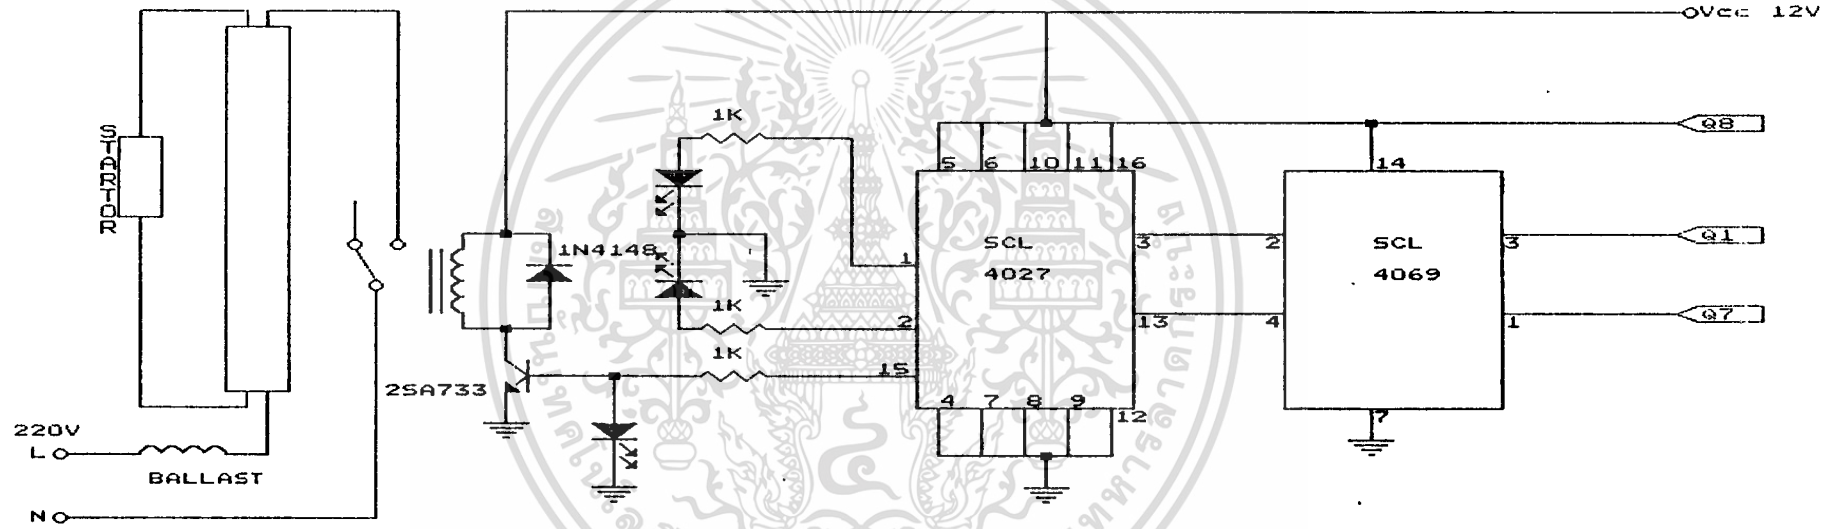 Vcc 12V
STARTOR
1K
Q8
5 6 10 11 16
14
1N4148
SCL
4027
SCL
4069
1
3
2
3
Q1
1K
2
13
4
1
Q7
1K
15
2SA733
4 7 8 9
12
7
220V
L
BALLAST
N